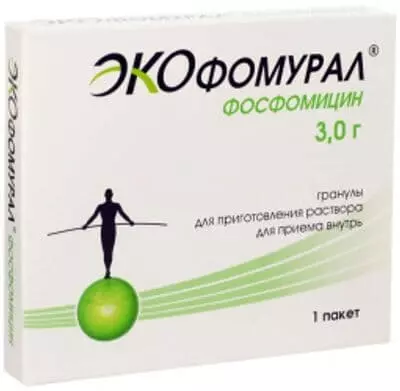 ЭКОфомурал®
фосфомицин
3,0 г
гранулы
для приготовления раствора
для приема внутрь
1 пакет
ЭКОфомурал® фосфомицин